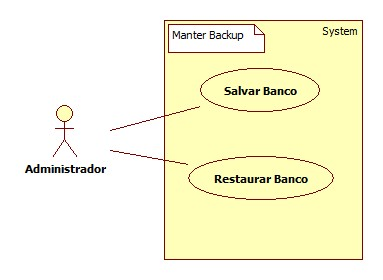 Manter Backup
System
Salvar Banco
Administrador
Restaurar Banco